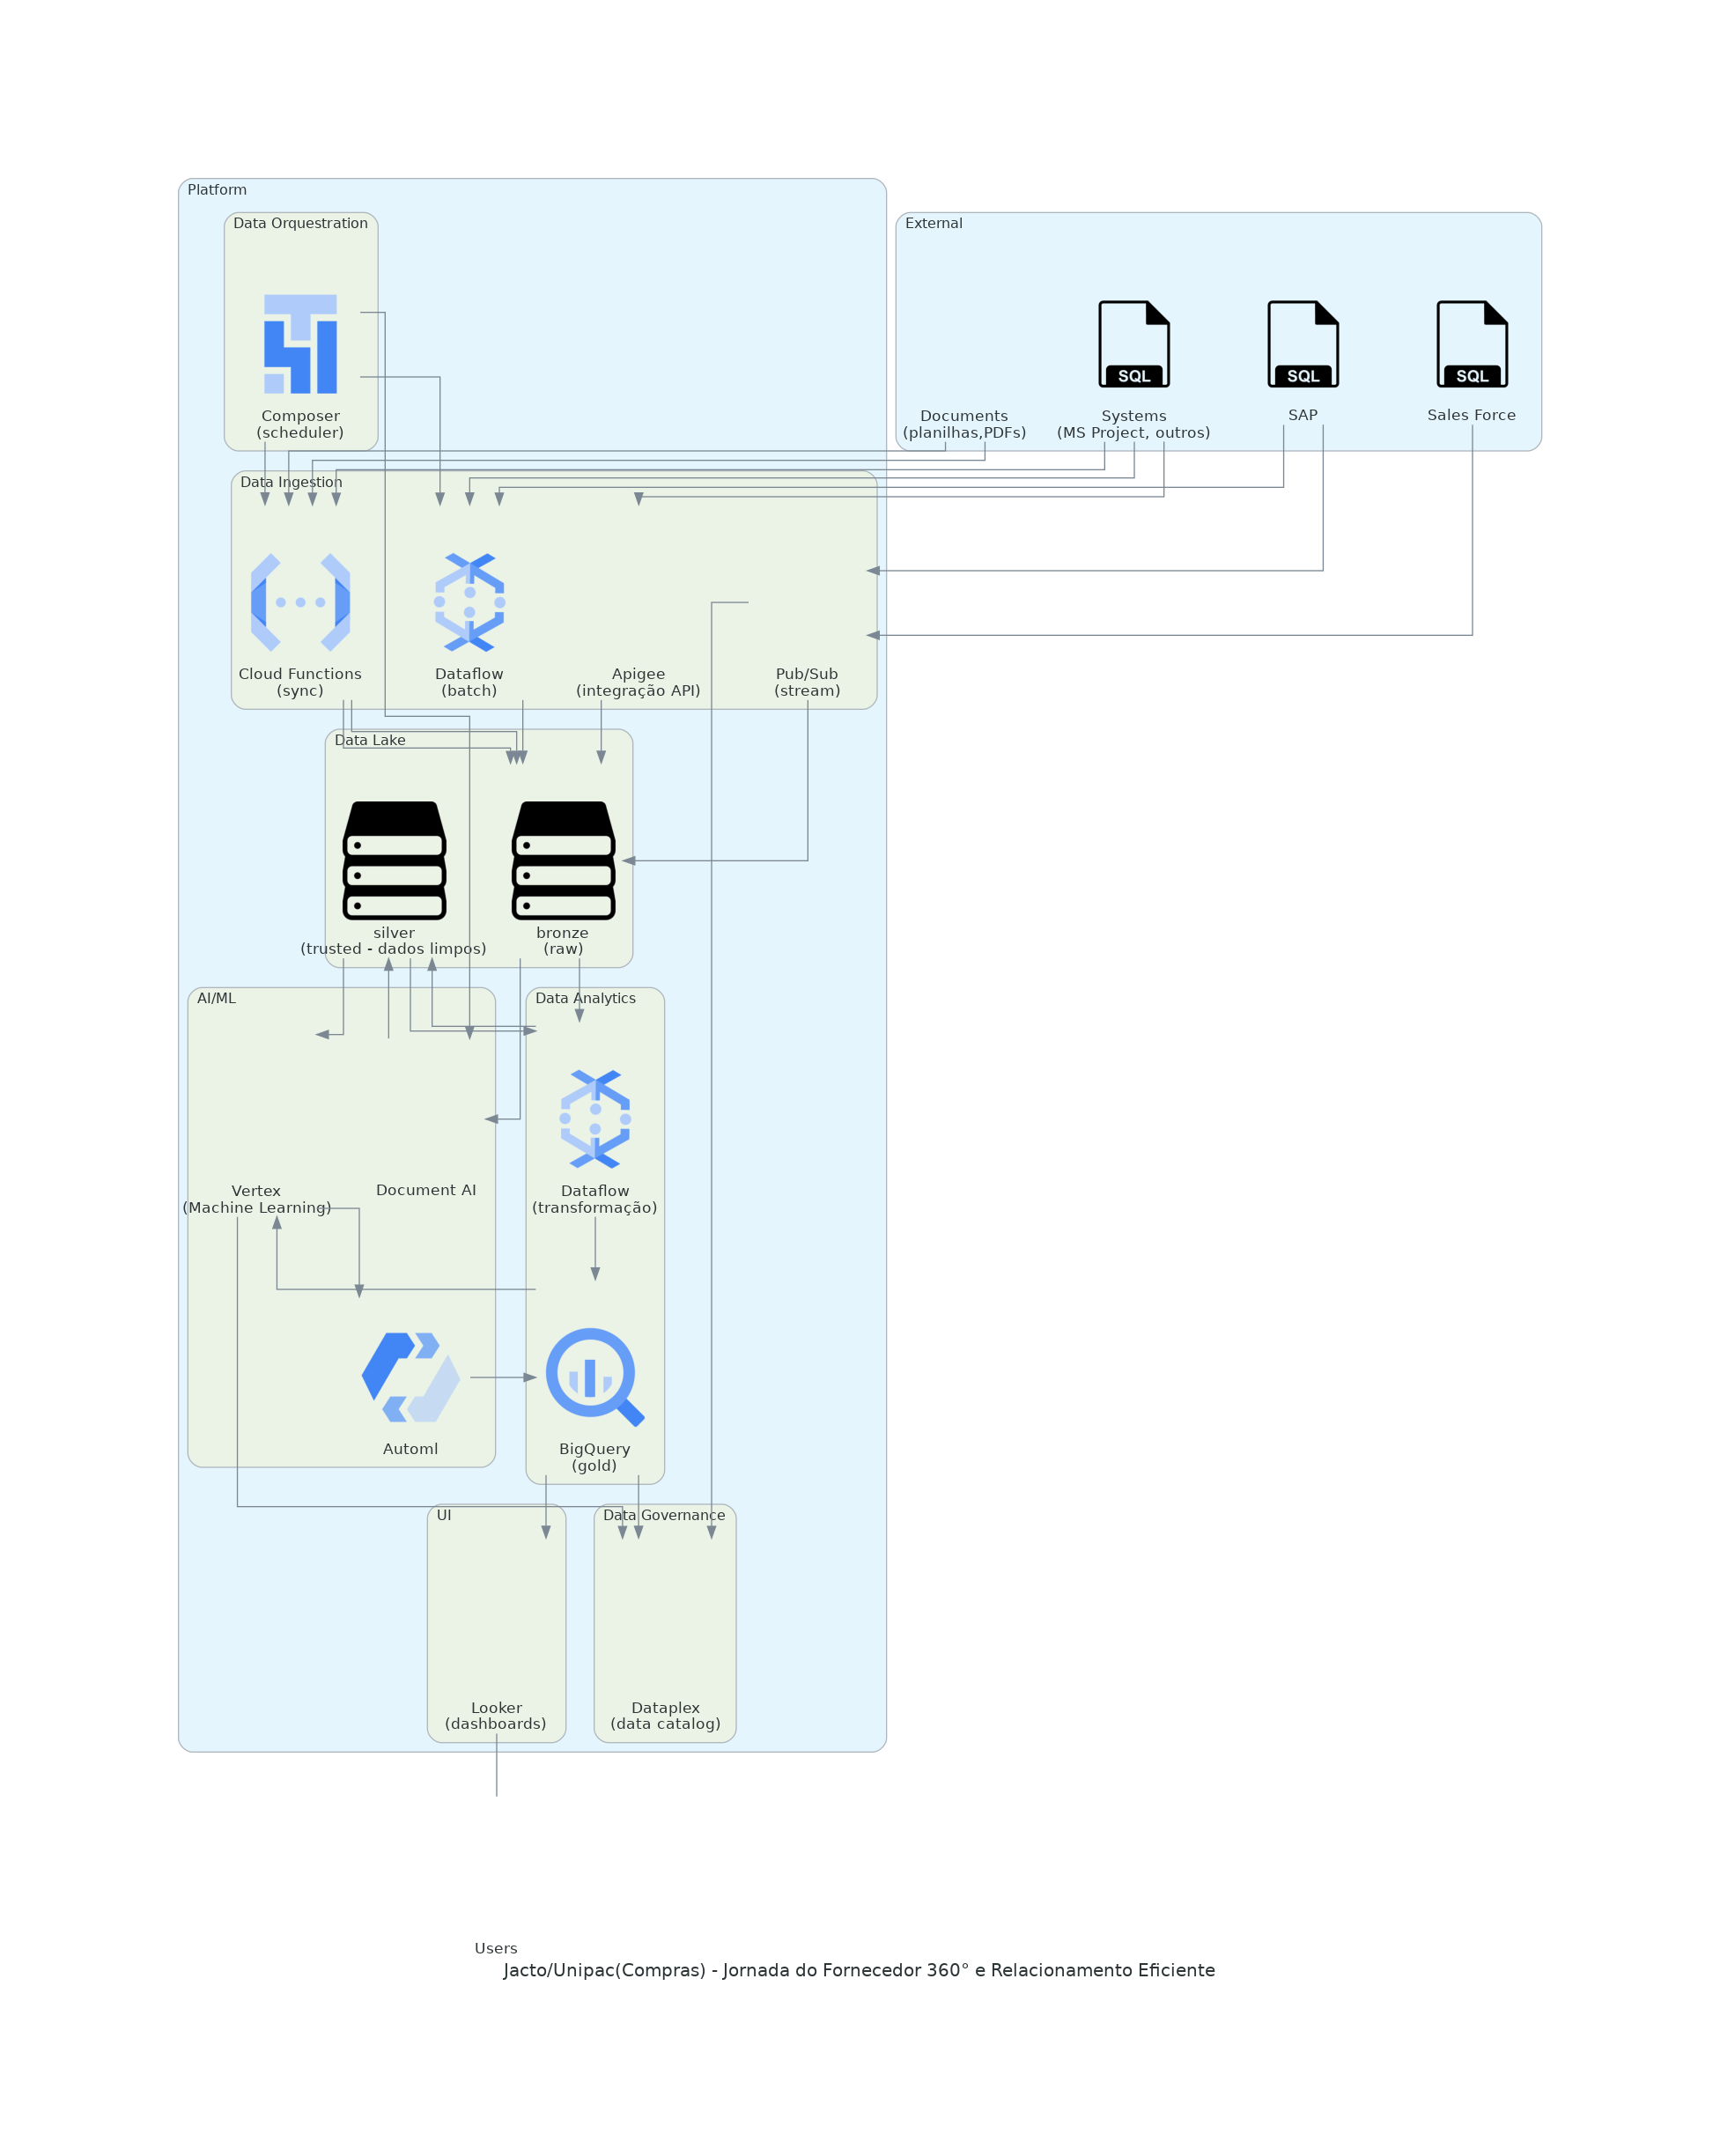 Platform
Data Orquestration
External
SQL
SQL
SQL
Composer
(scheduler)
Documents
(planilhas,PDFs)
Systems
(MS Project, outros)
SAP
Sales Force
Data Ingestion
Cloud Functions
(sync)
Dataflow
(batch)
Apigee
(integração API)
Pub/Sub
(stream)
Data Lake
silver
(trusted - dados limpos)
bronze
(raw)
AI/ML
Data Analytics
Vertex
(Machine Learning)
Document AI
Dataflow
(transformação)
Automl
BigQuery
(gold)
UI
Data Governance
Looker
(dashboards)
Dataplex
(data catalog)
Users
Jacto/Unipac(Compras) - Jornada do Fornecedor 360° e Relacionamento Eficiente